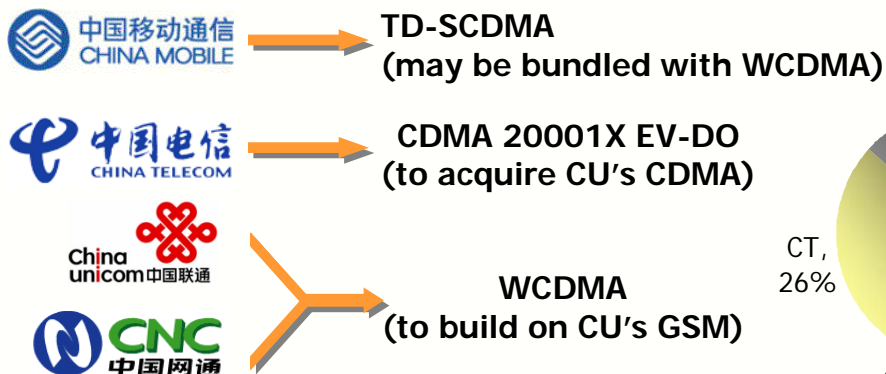 中国移动通信
CHINA MOBILE
TD-SCDMA
(may be bundled with WCDMA)
中国电信
CHINA TELECOM
CDMA 20001X EV-DO
(to acquire CU's CDMA)
China
unicom中国联通
CNC
中国网通
WCDMA
(to build on CU's GSM)
CT,
26%